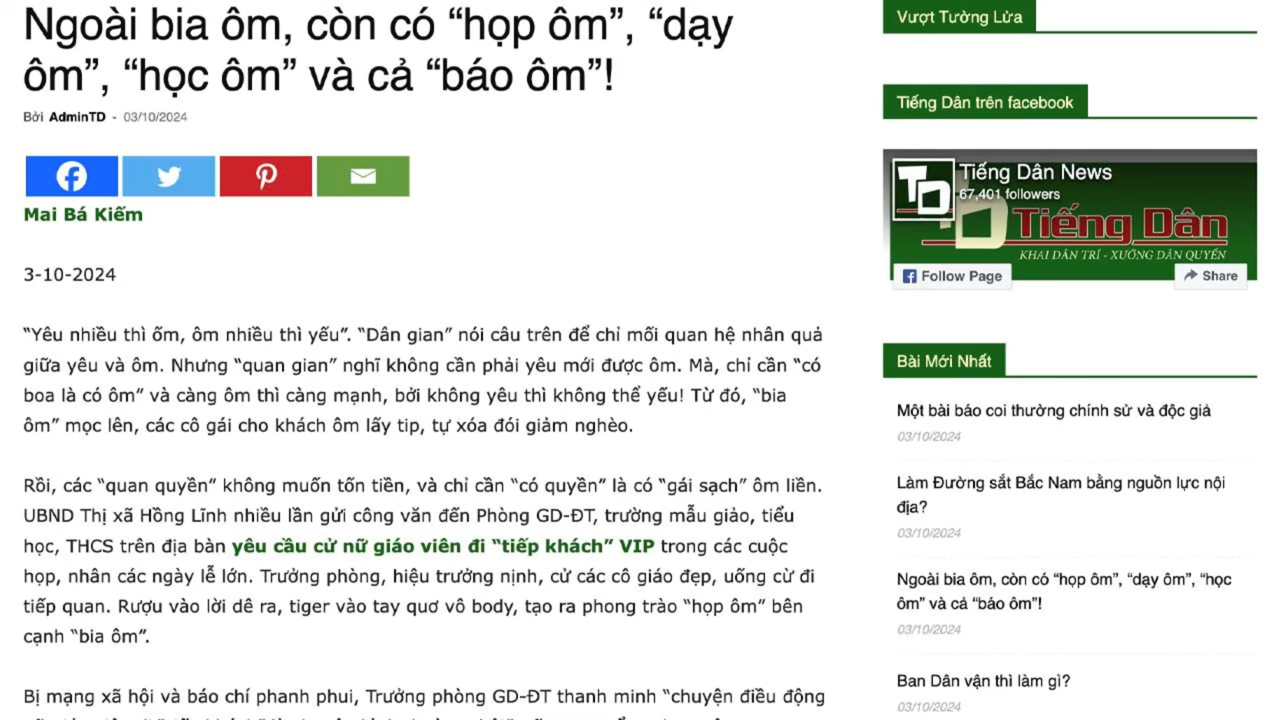 Ngoài bia ôm, còn có “họp ôm”, “dạy
ôm”, “học ôm” và cả “báo ôm”!
Bởi AdminTD - 03/10/2024
Mai Bá Kiếm
3-10-2024
“Yêu nhiều thì ốm, ôm nhiều thì yếu”. “Dân gian” nói câu trên để chỉ mối quan hệ nhân quả
giữa yêu và ôm. Nhưng “quan gian” nghĩ không cần phải yêu mới được ôm. Mà, chỉ cần “có
boa là có ôm” và càng ôm thì càng mạnh, bởi không yêu thì không thể yếu! Từ đó, “bia
ôm” mọc lên, các cô gái cho khách ôm lấy tip, tự xóa đói giảm nghèo.
Rồi, các “quan quyền” không muốn tốn tiền, và chỉ cần “có quyền” là có “gái sạch” ôm liền.
UBND Thị xã Hồng Lĩnh nhiều lần gửi công văn đến Phòng GD-ĐT, trường mẫu giáo, tiểu
học, THCS trên địa bàn yêu cầu cử nữ giáo viên đi “tiếp khách” VIP trong các cuộc
họp, nhân các ngày lễ lớn. Trưởng phòng, hiệu trưởng nịnh, cử các cô giáo đẹp, uống cừ đi
tiếp quan. Rượu vào lời dê ra, tiger vào tay quơ vô body, tạo ra phong trào “họp ôm” bên
cạnh “bia ôm”.
Bị mạng xã hội và báo chí phanh phui, Trưởng phòng GD-ĐT thanh minh “chuyện điều động
Vượt Tường Lửa
Tiếng Dân trên facebook
TD
Tiếng Dân News
67,401 followers
Tiếng Dân
KHAI DÂN TRÍ - XƯỚNG DÂN QUYỀN
Follow Page
Share
Bài Mới Nhất
Một bài báo coi thường chính sử và độc giả
03/10/2024
Làm Đường sắt Bắc Nam bằng nguồn lực nội
địa?
03/10/2024
Ngoài bia ôm, còn có “họp ôm”, “dạy ôm”, “học
ôm” và cả “báo ôm”!
03/10/2024
Ban Dân vận thì làm gì?
03/10/2024